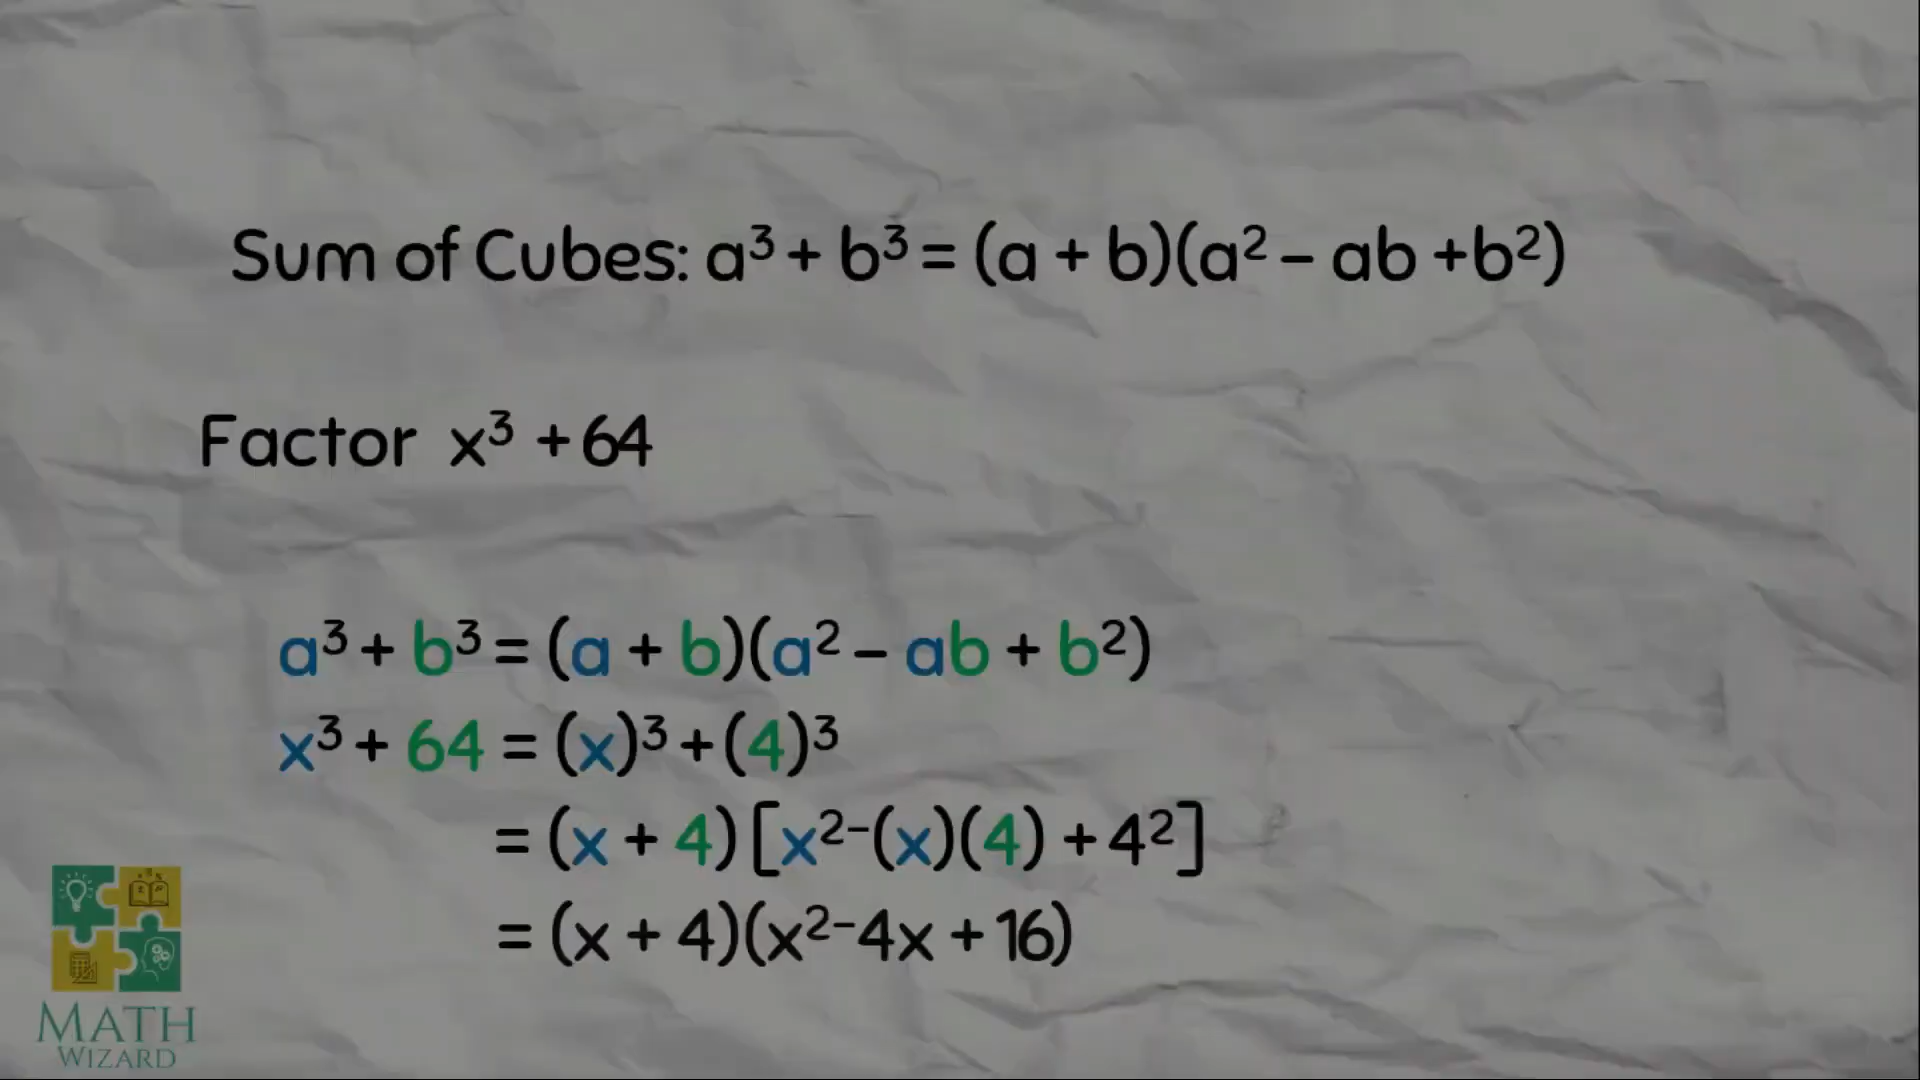 Sum of Cubes: a³ + b³ = (a + b)(a² – ab +b²)
Factor x³ + 64
a³ + b³ = (a + b)(a² – ab + b²)
x³ + 64 = (x)³ + (4)³
= (x + 4) [x²⁻(x)(4) + 4²]
= (x + 4)(x²⁻4x + 16)
MATH
WIZARD